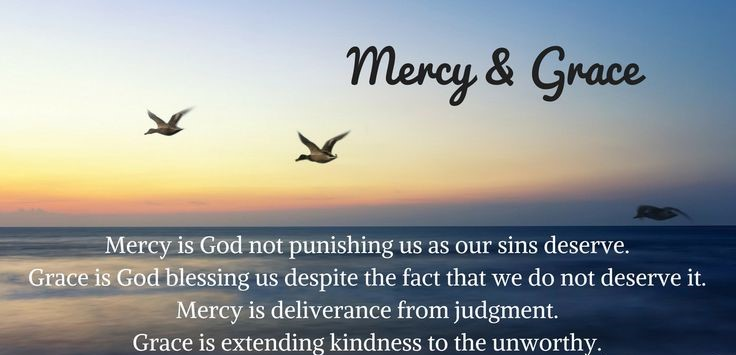 Mercy & Grace
Mercy is God not punishing us as our sins deserve.
Grace is God blessing us despite the fact that we do not deserve it.
Mercy is deliverance from judgment.
Grace is extending kindness to the unworthy.